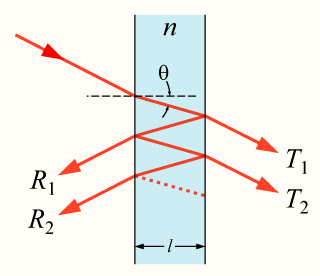 n
θ
R₁
T₁
R₂
T₂
l